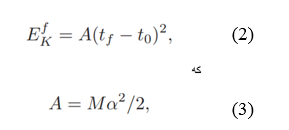 E_K^f = A(t_f − t_0)^2, (2)
که
A = Mα^2/2, (3)